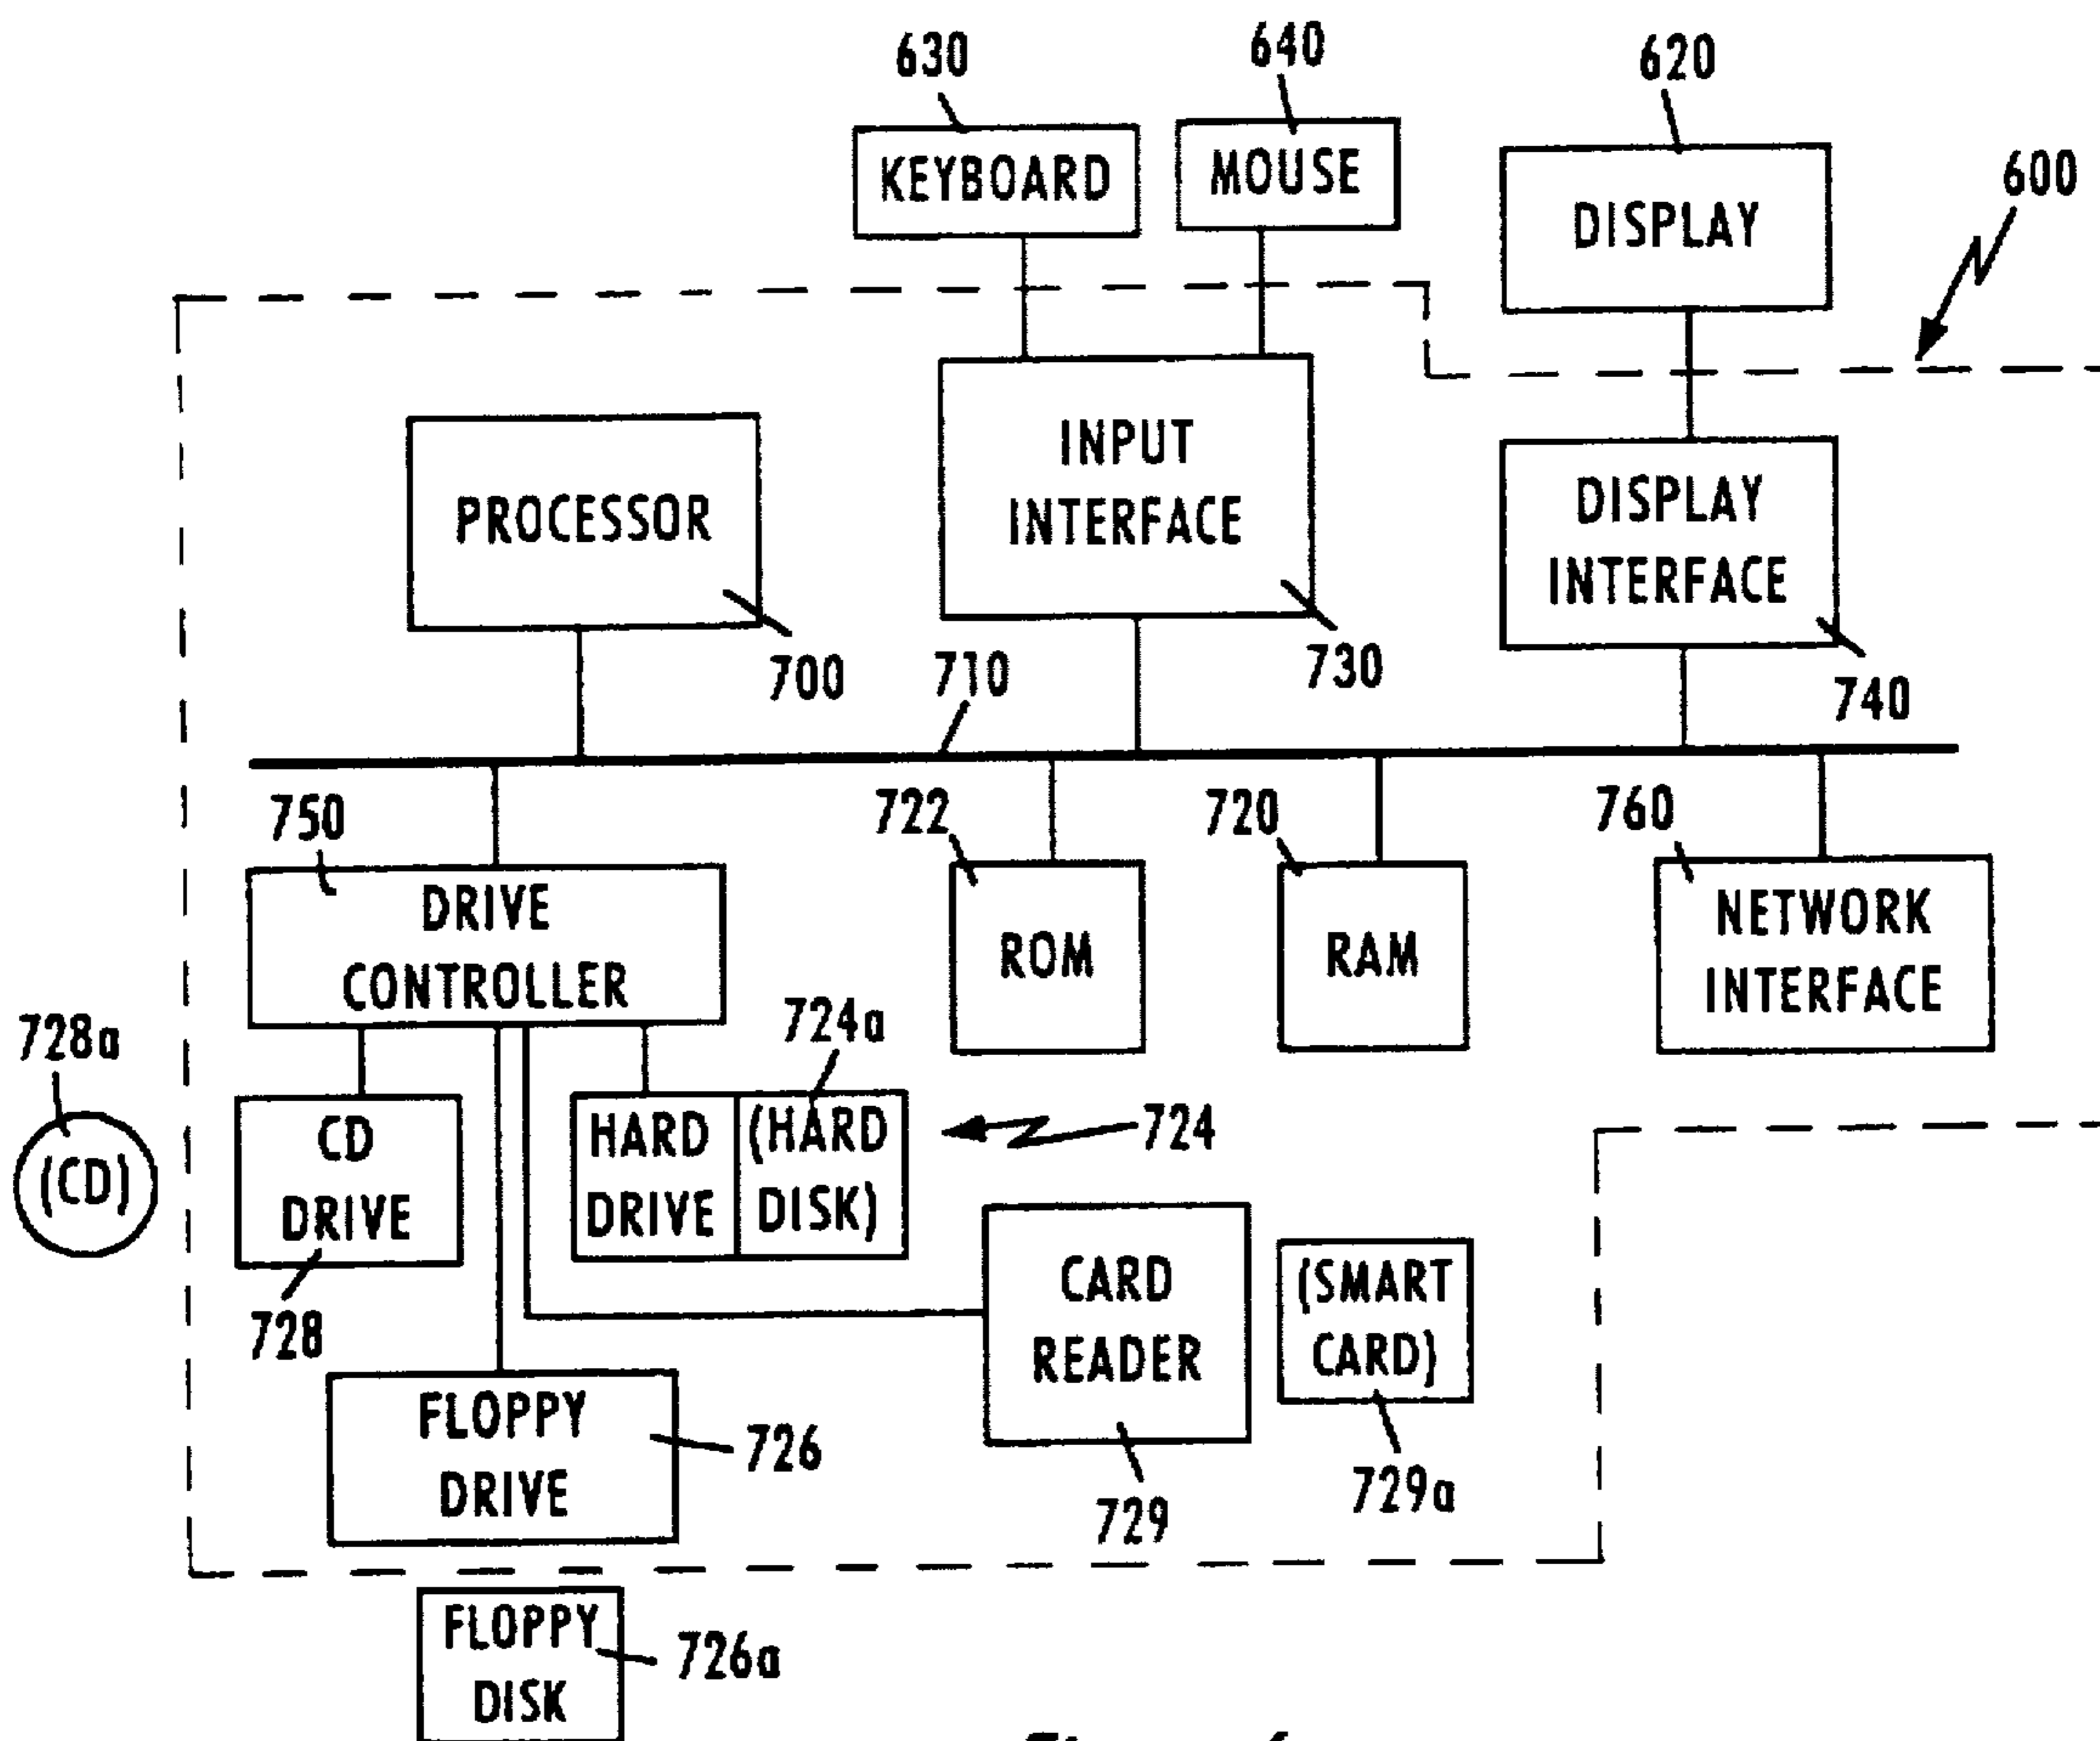 630
640
620
600
KEYBOARD
MOUSE
DISPLAY
PROCESSOR
INPUT
INTERFACE
DISPLAY
INTERFACE
700
710
730
740
750
722
720
760
DRIVE
CONTROLLER
ROM
RAM
NETWORK
INTERFACE
728a
724a
(CD)
CD
DRIVE
HARD
DRIVE
(HARD
DISK)
724
728
CARD
READER
(SMART
CARD)
FLOPPY
DRIVE
726
729
729a
FLOPPY
DISK
726a